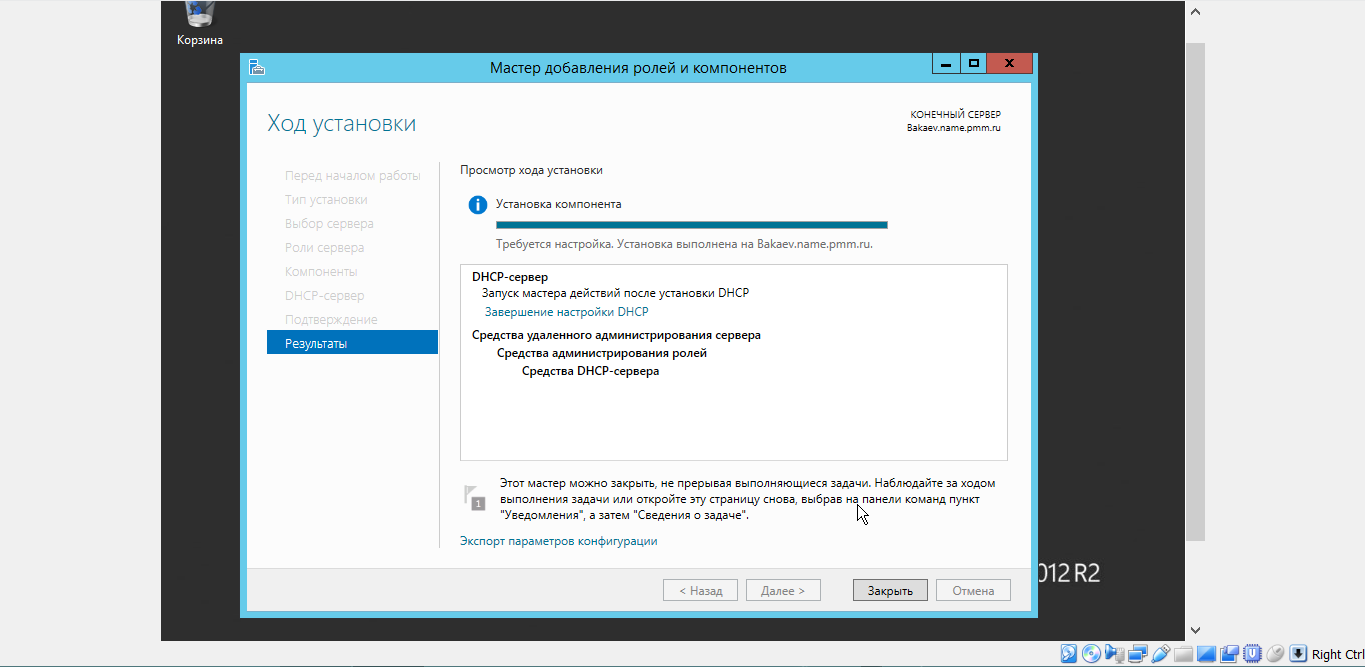 Корзина
Мастер добавления ролей и компонентов
Ход установки
КОНЕЧНЫЙ СЕРВЕР
Bakaev.name.pmm.ru
Перед началом работы
Тип установки
Выбор сервера
Роли сервера
Компоненты
DHCP-сервер
Подтверждение
Результаты
Просмотр хода установки
Установка компонента
Требуется настройка. Установка выполнена на Bakaev.name.pmm.ru.
DHCP-сервер
Запуск мастера действий после установки DHCP
Завершение настройки DHCP
Средства удаленного администрирования сервера
Средства администрирования ролей
Средства DHCP-сервера
1
Этот мастер можно закрыть, не прерывая выполняющиеся задачи. Наблюдайте за ходом
выполнения задачи или откройте эту страницу снова, выбрав на панели команд пункт
"Уведомления", а затем "Сведения о задаче".
Экспорт параметров конфигурации
< Назад
Далее >
Закрыть
Отмена
012 R2
Right Ctrl